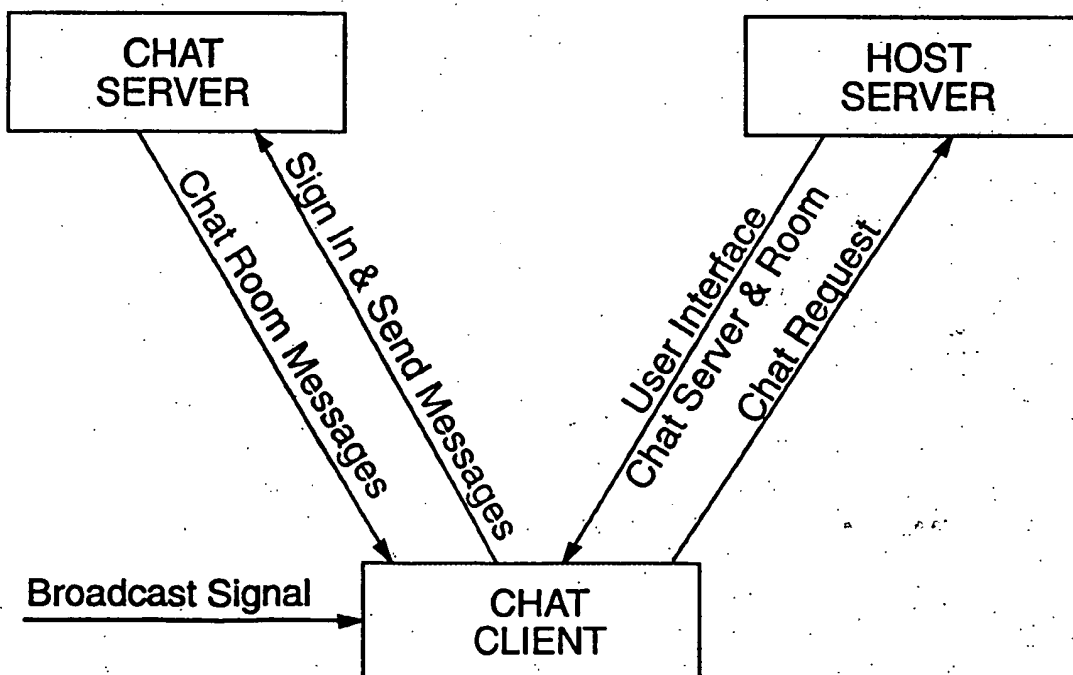 CHAT
SERVER
HOST
SERVER
Chat Room Messages
Sign In & Send Messages
User Interface
Chat Server & Room
Chat Request
Broadcast Signal
CHAT
CLIENT